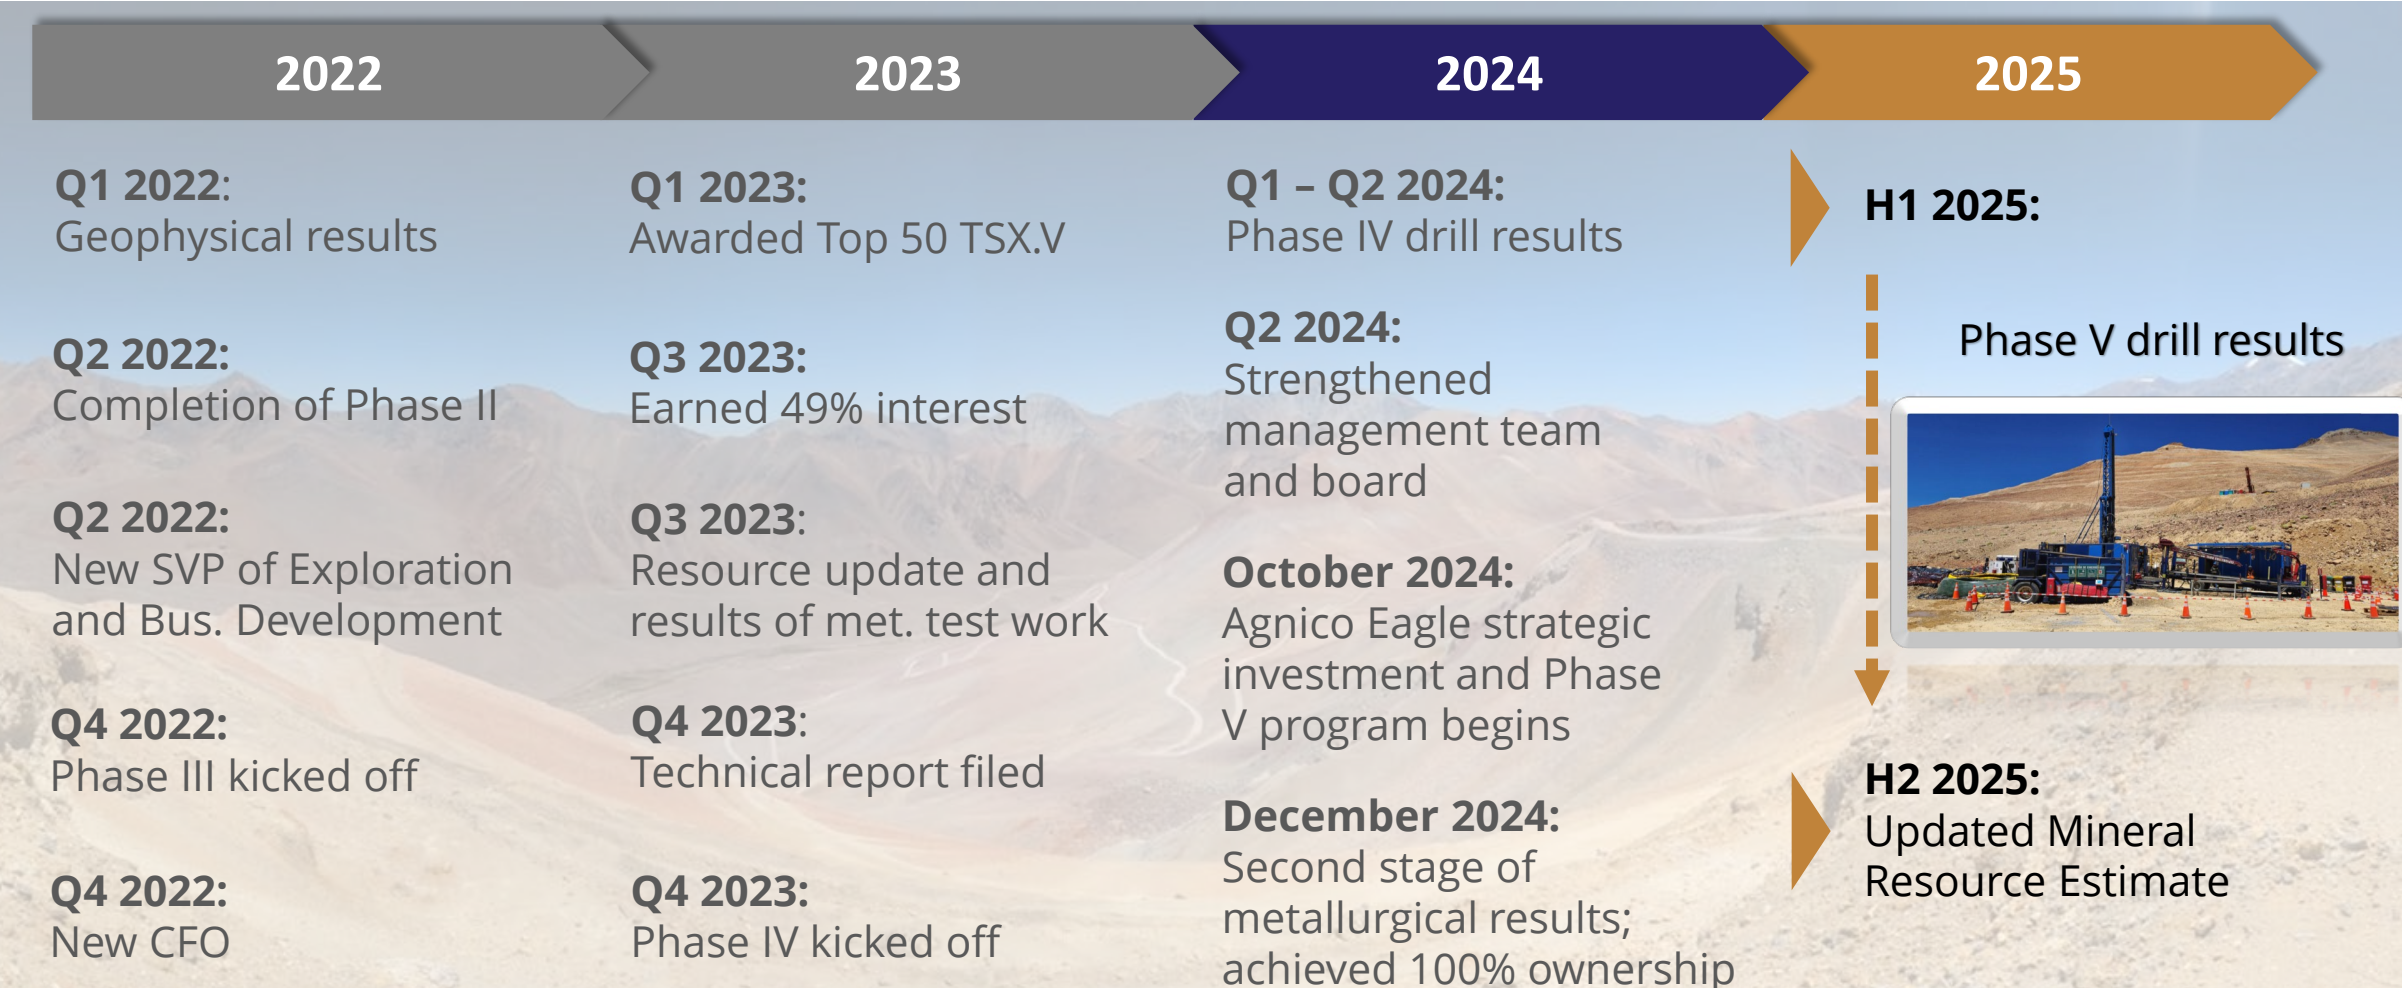 2022
2023
2024
2025
Q1 2022:
Geophysical results
Q2 2022:
Completion of Phase II
Q2 2022:
New SVP of Exploration
and Bus. Development
Q4 2022:
Phase III kicked off
Q4 2022:
New CFO
Q1 2023:
Awarded Top 50 TSX.V
Q3 2023:
Earned 49% interest
Q3 2023:
Resource update and
results of met. test work
Q4 2023:
Technical report filed
Q4 2023:
Phase IV kicked off
Q1 – Q2 2024:
Phase IV drill results
Q2 2024:
Strengthened
management team
and board
October 2024:
Agnico Eagle strategic
investment and Phase
V program begins
December 2024:
Second stage of
metallurgical results;
achieved 100% ownership
H1 2025:
Phase V drill results
H2 2025:
Updated Mineral
Resource Estimate